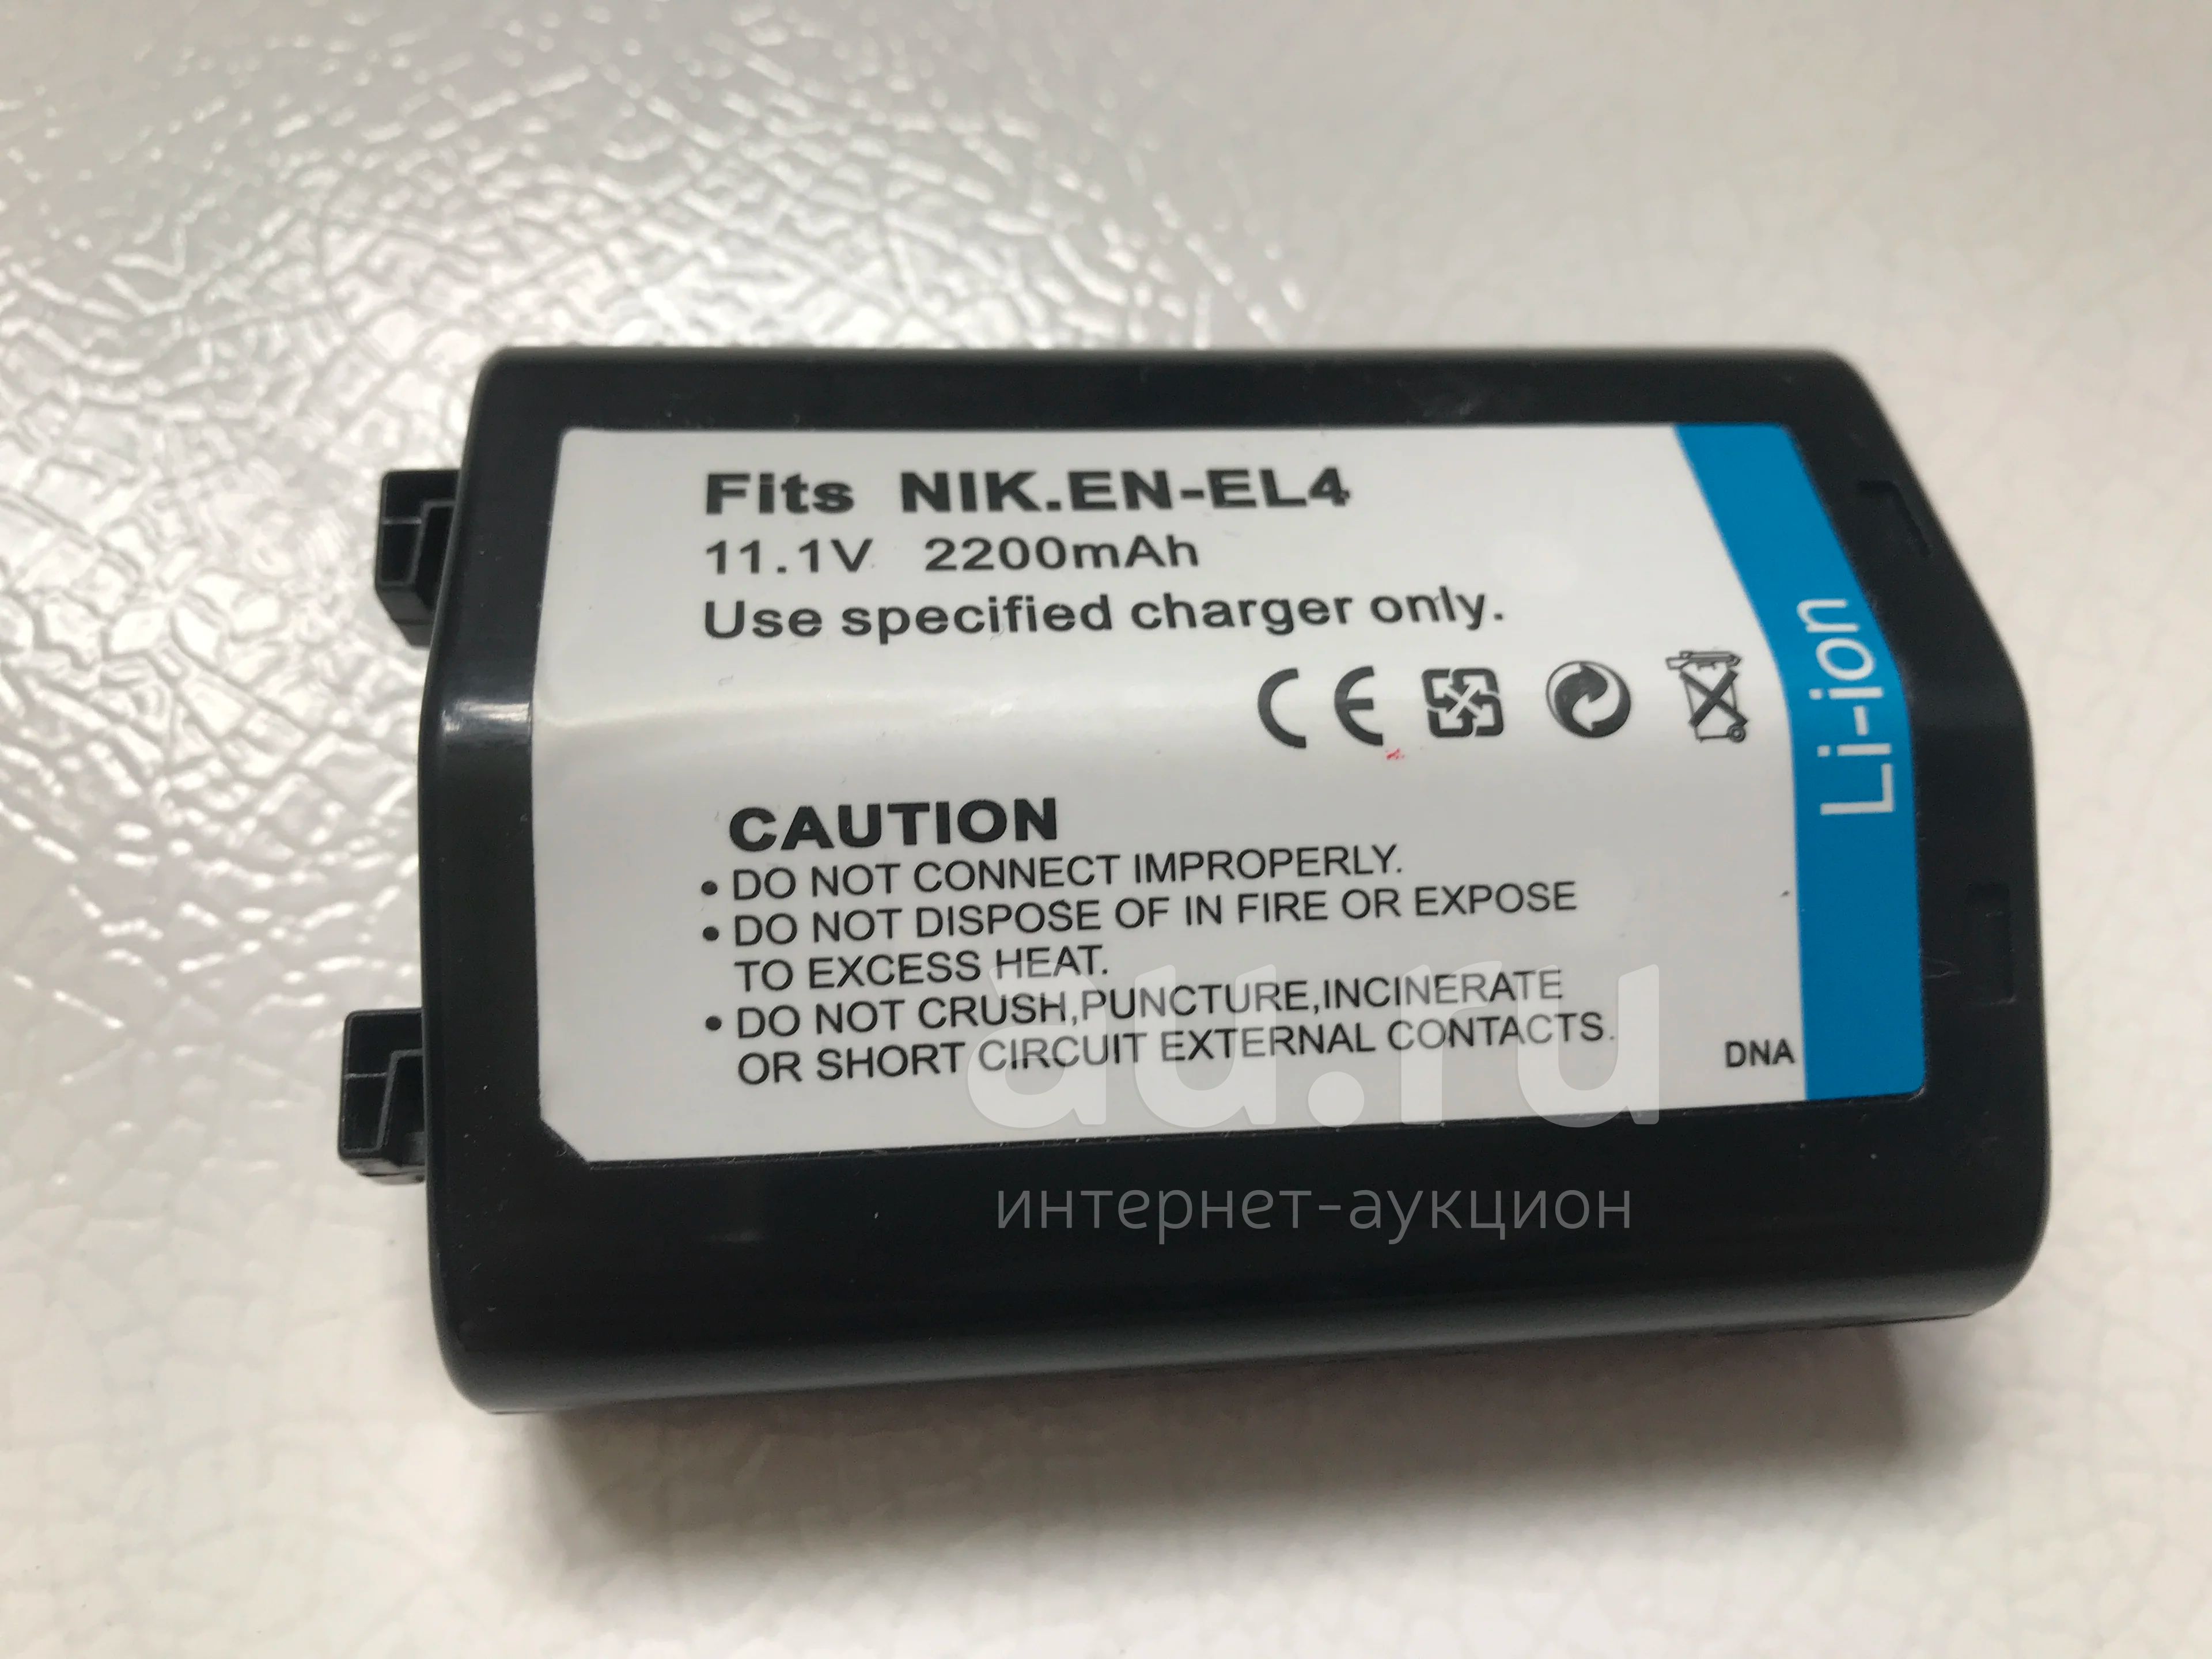 Fits NIK.EN-EL4
11.1V 2200mAh
Use specified charger only.
CE
Li-ion
CAUTION
• DO NOT CONNECT IMPROPERLY.
• DO NOT DISPOSE OF IN FIRE OR EXPOSE
TO EXCESS HEAT.
• DO NOT CRUSH,PUNCTURE,INCINERATE
OR SHORT CIRCUIT EXTERNAL CONTACTS.
DNA
au.ru
интернет-аукцион